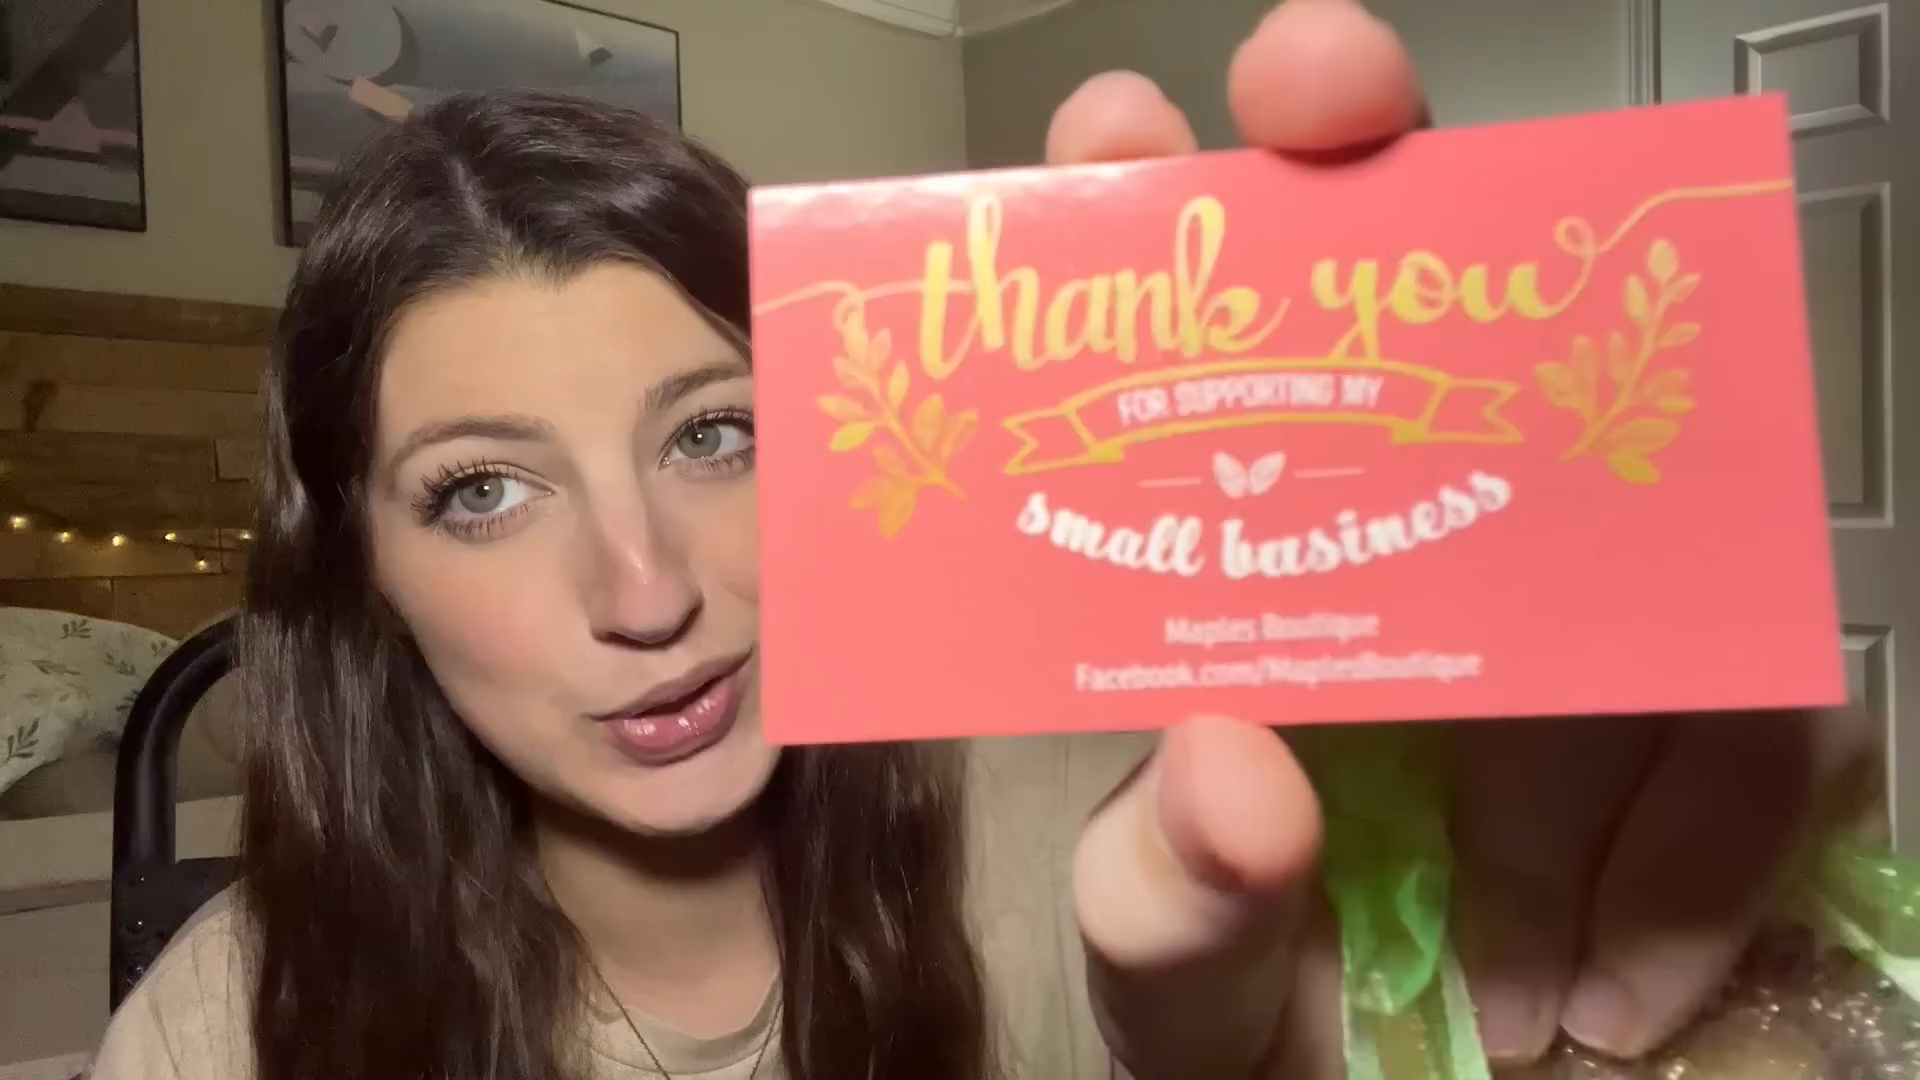 thank you
FOR SUPPORTING MY
small business
Maples Boutique
Facebook.com/MaplesBoutique